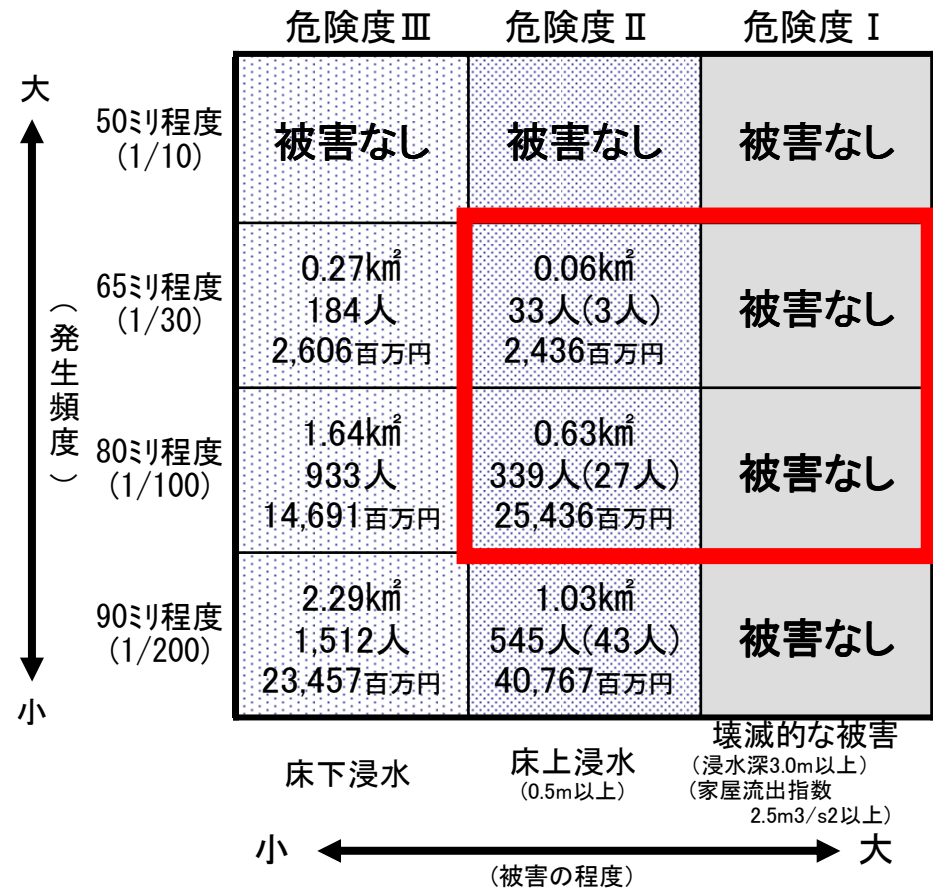 危険度Ⅲ 危険度Ⅱ 危険度Ⅰ
大
50ミリ程度
(1/10)
被害なし 被害なし 被害なし
65ミリ程度
(1/30)
0.27k㎡
184人
2,606百万円
0.06k㎡
33人(3人)
2,436百万円
被害なし
(発生頻度)
80ミリ程度
(1/100)
1.64k㎡
933人
14,691百万円
0.63k㎡
339人(27人)
25,436百万円
被害なし
90ミリ程度
(1/200)
2.29k㎡
1,512人
23,457百万円
1.03k㎡
545人(43人)
40,767百万円
被害なし
小
床下浸水
床上浸水
(0.5m以上)
壊滅的な被害
(浸水深3.0m以上)
(家屋流出指数
2.5m3/s2以上)
小 大
(被害の程度)